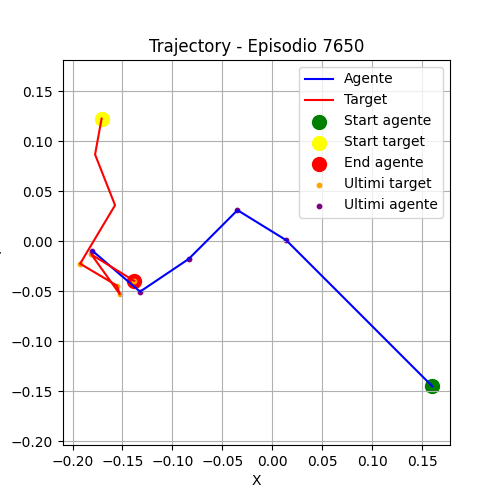 Trajectory - Episodio 7650
Agente
Target
Start agente
Start target
End agente
Ultimi target
Ultimi agente
0.15
0.10
0.05
0.00
−0.05
−0.10
−0.15
−0.20
−0.20 −0.15 −0.10 −0.05 0.00 0.05 0.10 0.15
X